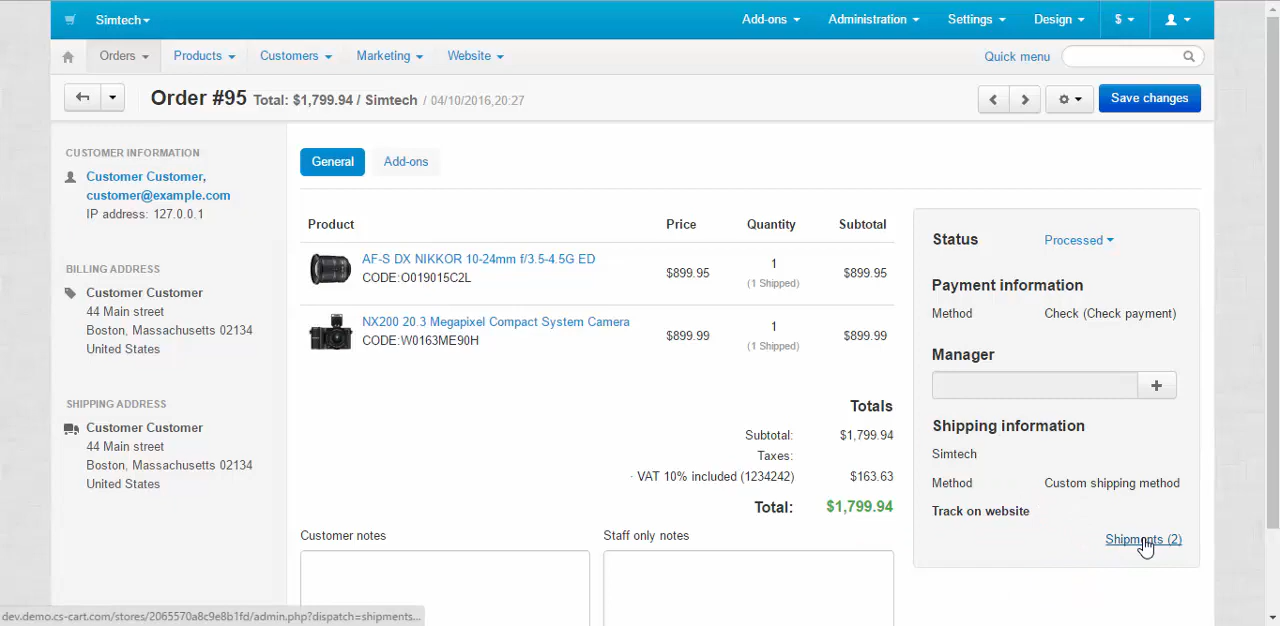 Simtech
Add-ons
Administration
Settings
Design
$
Orders
Products
Customers
Marketing
Website
Quick menu
Order #95 Total: $1,799.94 / Simtech / 04/10/2016,20:27
Save changes
CUSTOMER INFORMATION
Customer Customer,
customer@example.com
IP address: 127.0.0.1
BILLING ADDRESS
Customer Customer
44 Main street
Boston, Massachusetts 02134
United States
SHIPPING ADDRESS
Customer Customer
44 Main street
Boston, Massachusetts 02134
United States
General
Add-ons
Product Price Quantity Subtotal
AF-S DX NIKKOR 10-24mm f/3.5-4.5G ED
CODE:O019015C2L
$899.95
1
(1 Shipped)
$899.95
NX200 20.3 Megapixel Compact System Camera
CODE:W0163ME90H
$899.99
1
(1 Shipped)
$899.99
Totals
Subtotal: $1,799.94
Taxes:
· VAT 10% included (1234242) $163.63
Total: $1,799.94
Customer notes
Staff only notes
Status Processed
Payment information
Method Check (Check payment)
Manager
+
Shipping information
Simtech
Method Custom shipping method
Track on website
Shipments (2)
dev.demo.cs-cart.com/stores/2065570a8c9e8b1fd/admin.php?dispatch=shipments...